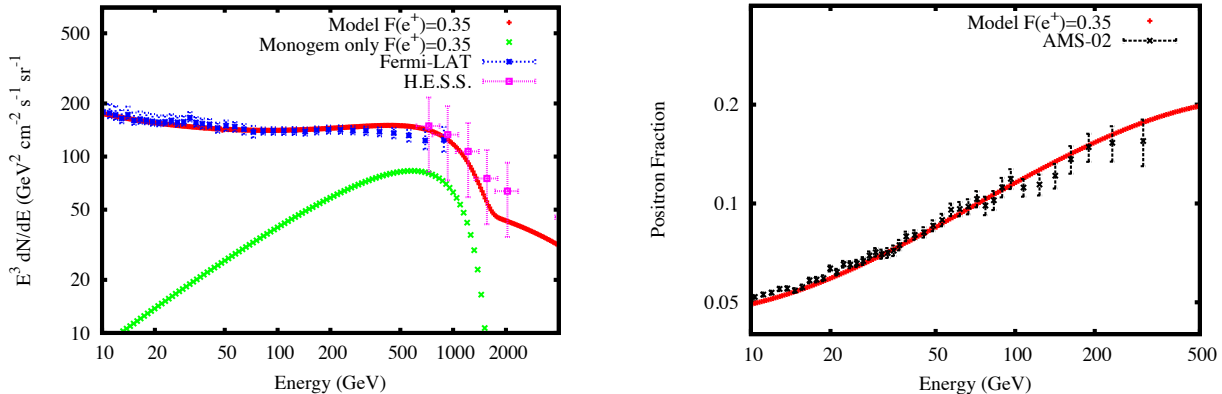 Model F(e⁺)=0.35
Monogem only F(e⁺)=0.35
Fermi-LAT
H.E.S.S.
E³ dN/dE (GeV² cm⁻² s⁻¹ sr⁻¹)
500
200
100
50
20
10
10 20 50 100 200 500 1000 2000
Energy (GeV)
Model F(e⁺)=0.35
AMS-02
Positron Fraction
0.2
0.1
0.05
10 20 50 100 200 500
Energy (GeV)